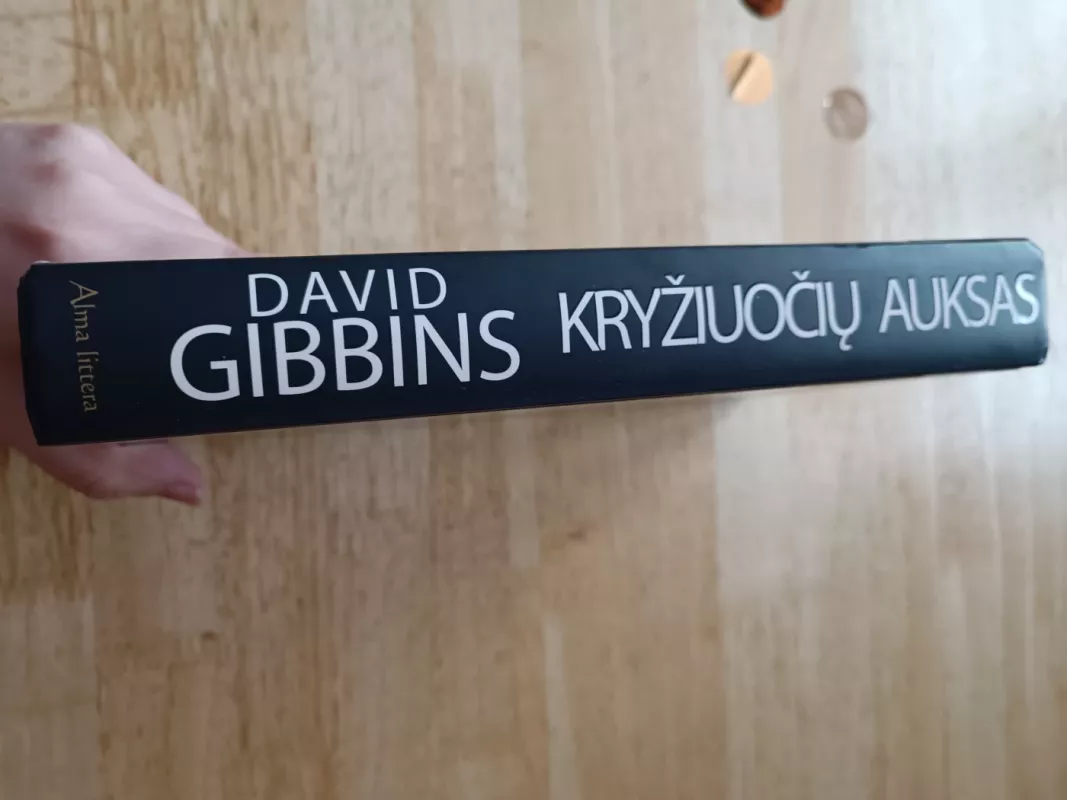 Alma littera
DAVID
GIBBINS
KRYŽIUOČIŲ AUKSAS